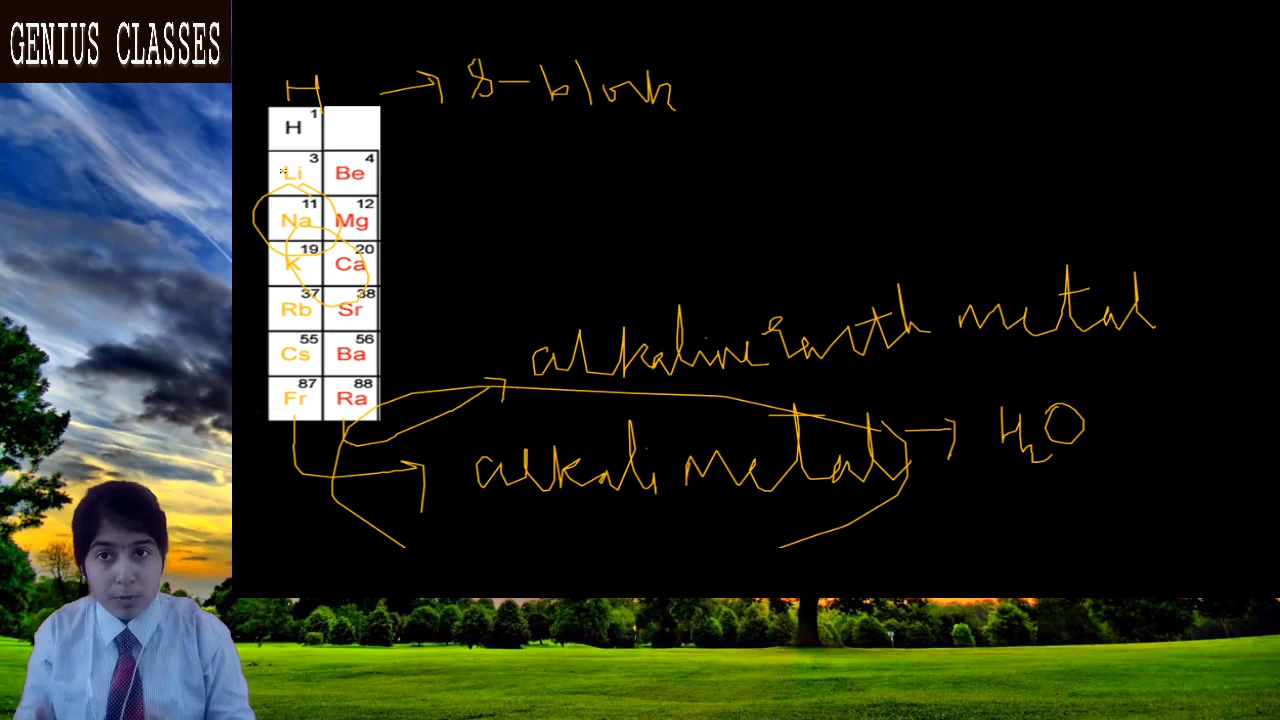 GENIUS CLASSES
H → s-block
1
H
3 4
Li Be
11 12
Na Mg
19 20
K Ca
37 38
Rb Sr
55 56
Cs Ba
87 88
Fr Ra
alkaline Earth metal
alkali metal → H2O